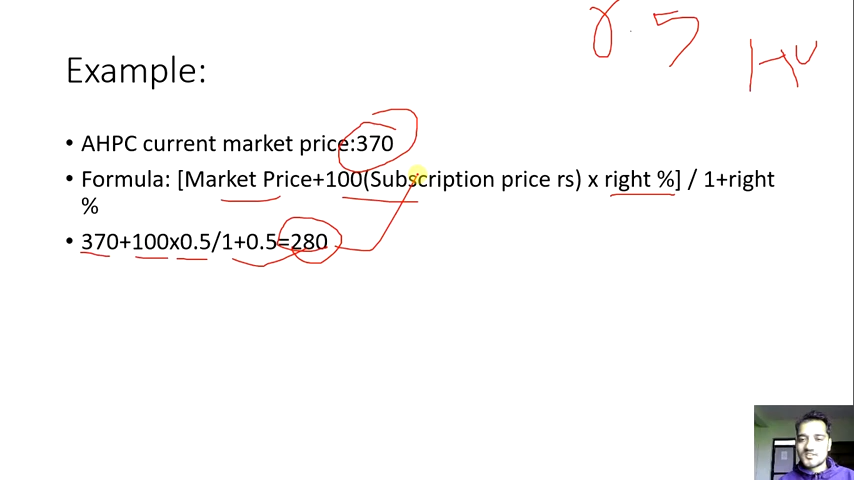 Example:
• AHPC current market price:370
• Formula: [Market Price+100(Subscription price rs) x right %] / 1+right
%
• 370+100x0.5/1+0.5=280